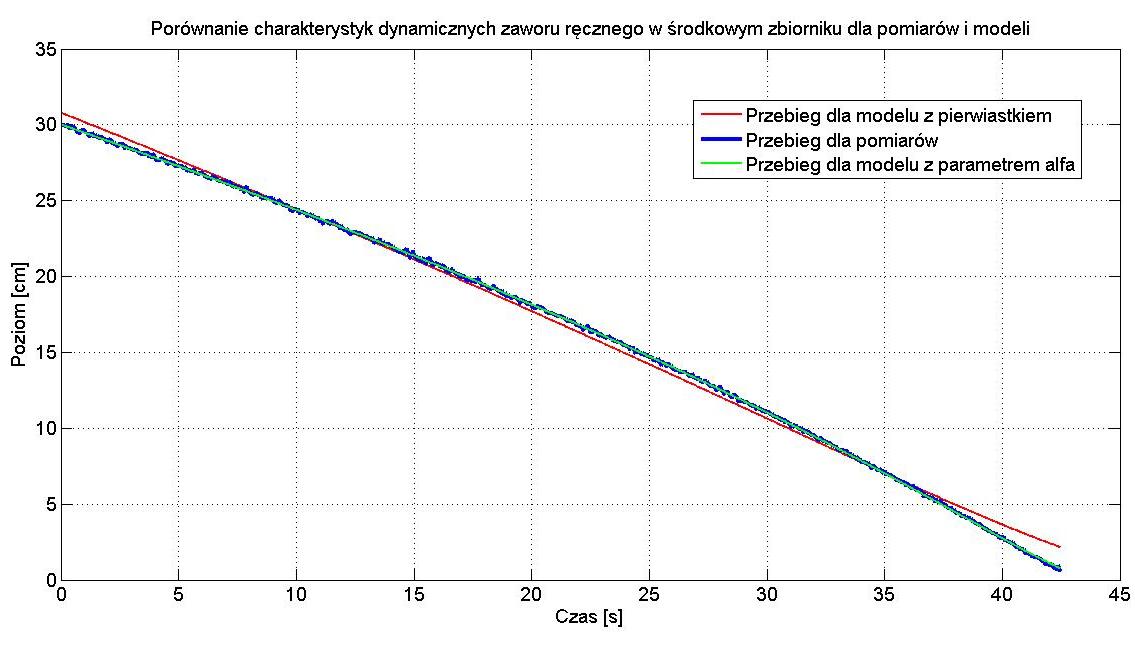 Porównanie charakterystyk dynamicznych zaworu ręcznego w środkowym zbiorniku dla pomiarów i modeli
35
30
25
20
15
10
5
0
Poziom [cm]
Przebieg dla modelu z pierwiastkiem
Przebieg dla pomiarów
Przebieg dla modelu z parametrem alfa
0 5 10 15 20 25 30 35 40 45
Czas [s]